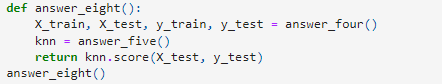 def answer_eight():
    X_train, X_test, y_train, y_test = answer_four()
    knn = answer_five()
    return knn.score(X_test, y_test)
answer_eight()